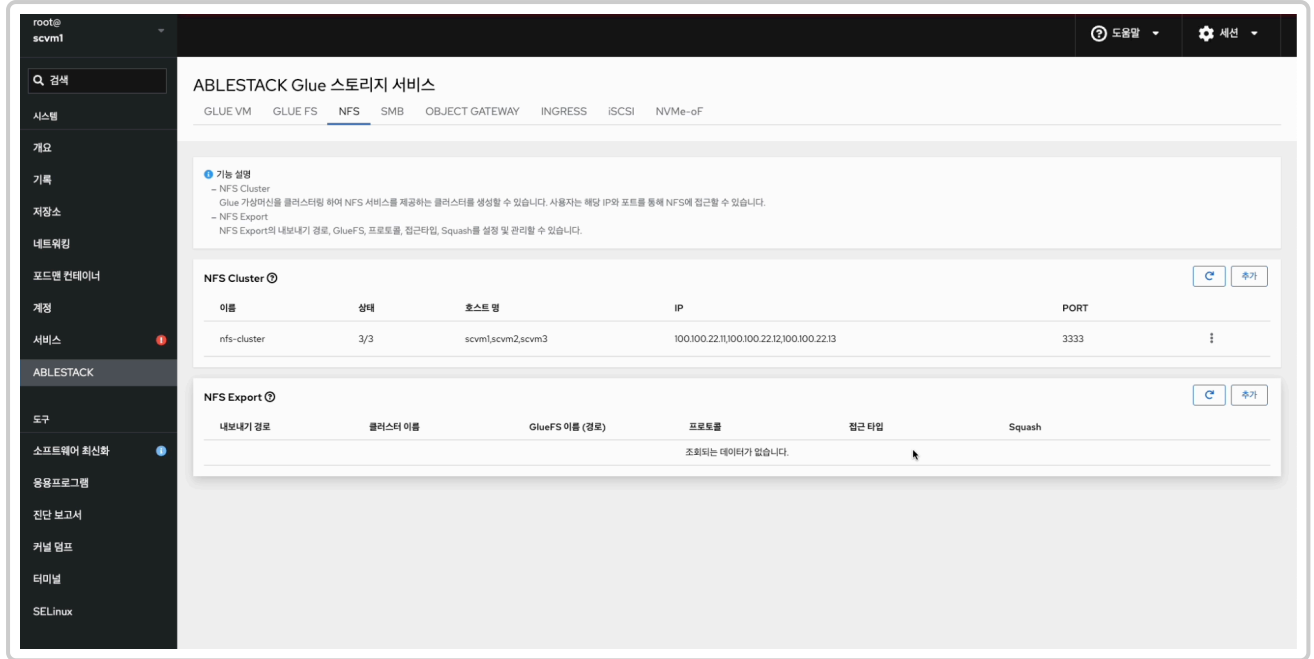 root@
scvm1
도움말
세션
검색
시스템
개요
기록
저장소
네트워킹
포드맨 컨테이너
계정
서비스
ABLESTACK
도구
소프트웨어 최신화
응용프로그램
진단 보고서
커널 덤프
터미널
SELinux
ABLESTACK Glue 스토리지 서비스
GLUE VM GLUE FS NFS SMB OBJECT GATEWAY INGRESS iSCSI NVMe-oF
기능 설명
– NFS Cluster
Glue 가상머신을 클러스터링 하여 NFS 서비스를 제공하는 클러스터를 생성할 수 있습니다. 사용자는 해당 IP와 포트를 통해 NFS에 접근할 수 있습니다.
– NFS Export
NFS Export의 내보내기 경로, GlueFS, 프로토콜, 접근타입, Squash를 설정 및 관리할 수 있습니다.
NFS Cluster
추가
이름 상태 호스트 명 IP PORT
nfs-cluster 3/3 scvm1,scvm2,scvm3 100.100.22.11,100.100.22.12,100.100.22.13 3333
NFS Export
추가
내보내기 경로 클러스터 이름 GlueFS 이름 (경로) 프로토콜 접근 타입 Squash
조회되는 데이터가 없습니다.